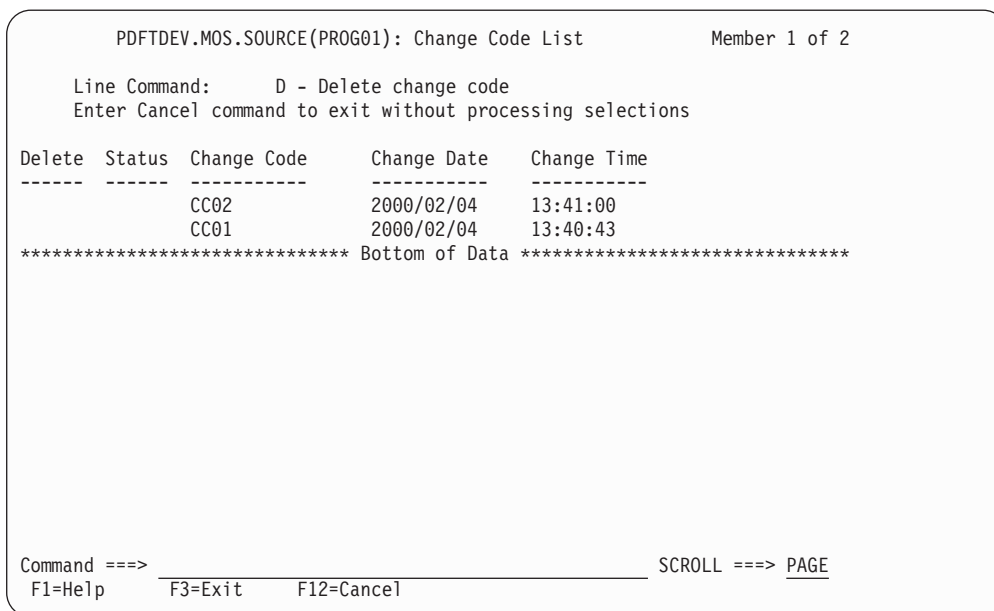 PDFTDEV.MOS.SOURCE(PROG01): Change Code List Member 1 of 2
Line Command: D - Delete change code
Enter Cancel command to exit without processing selections
Delete Status Change Code Change Date Change Time
------ ------ ----------- ----------- -----------
CC02 2000/02/04 13:41:00
CC01 2000/02/04 13:40:43
******************************* Bottom of Data *******************************
Command ===> SCROLL ===> PAGE
F1=Help F3=Exit F12=Cancel